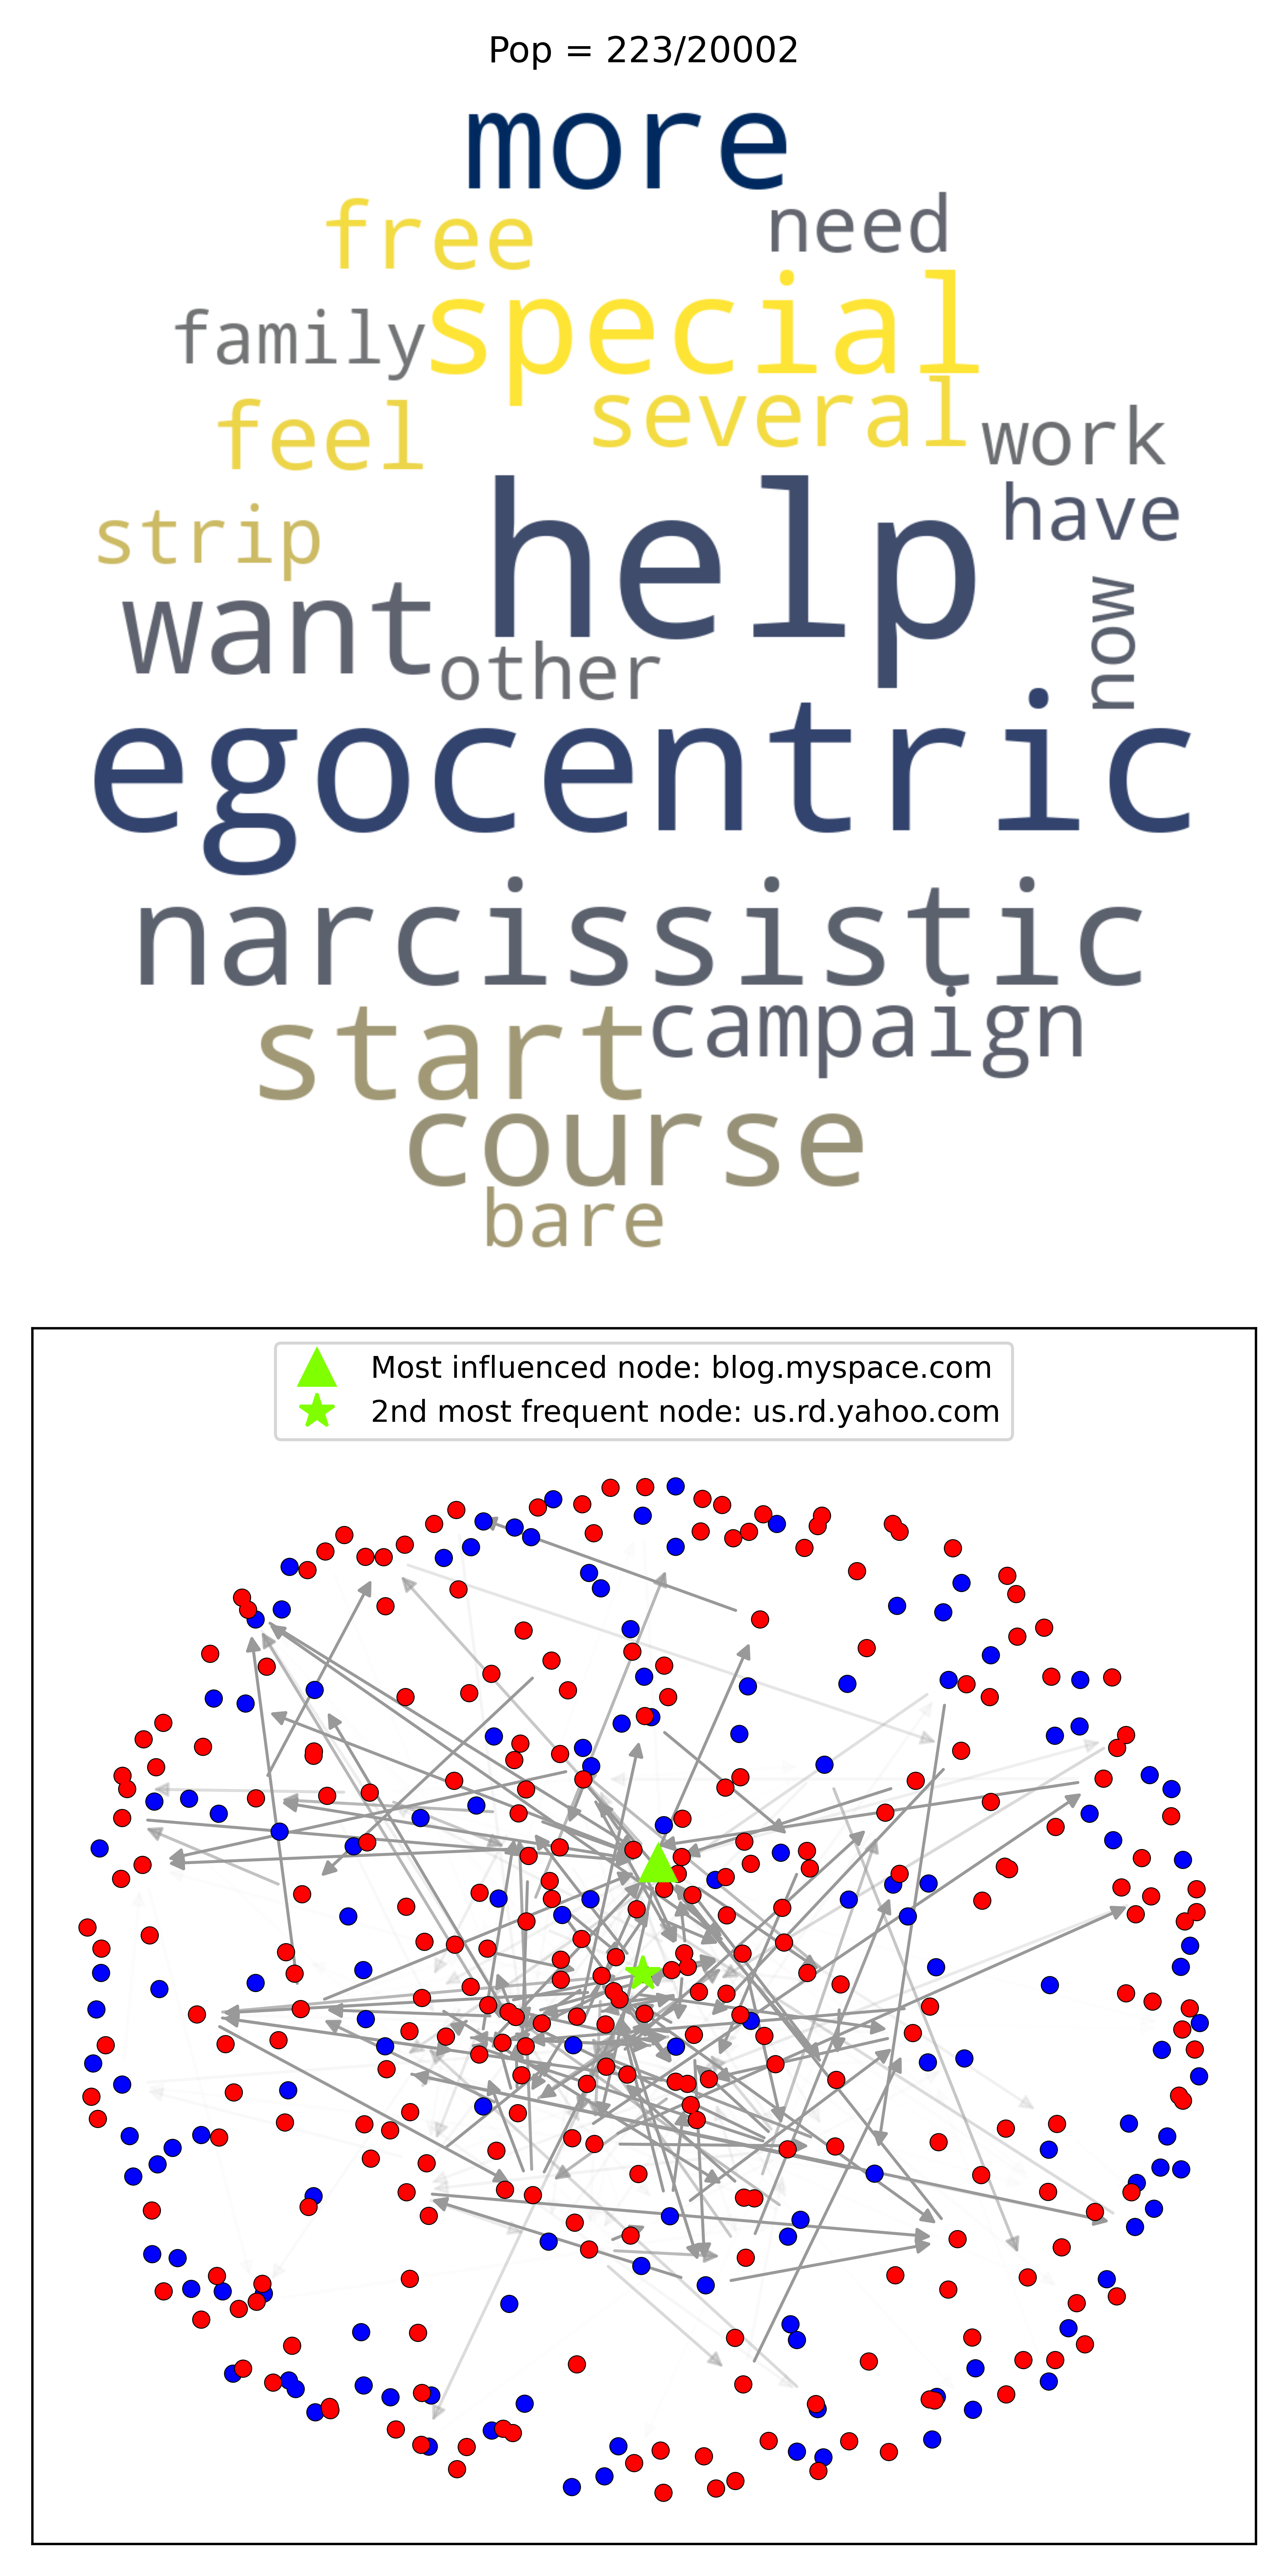 Pop = 223/20002
more
free need
family special
feel several work
strip help have
want other now
egocentric
narcissistic
start campaign
course
bare
Most influenced node: blog.myspace.com
2nd most frequent node: us.rd.yahoo.com